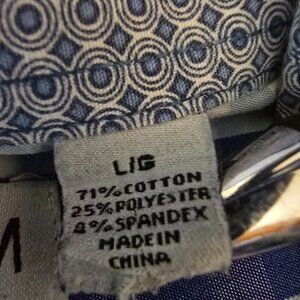 L/G
71% COTTON
25% POLYESTER
4% SPANDEX
MADE IN
CHINA